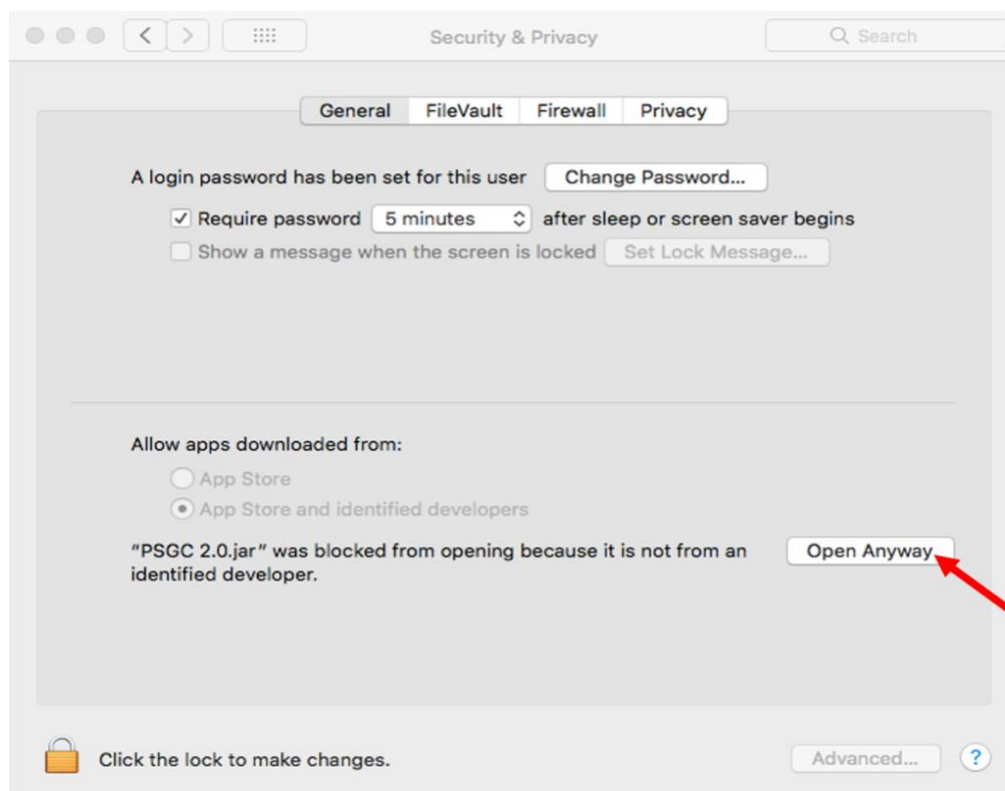 Security & Privacy
Search
General FileVault Firewall Privacy
A login password has been set for this user Change Password...
Require password 5 minutes after sleep or screen saver begins
Show a message when the screen is locked Set Lock Message...
Allow apps downloaded from:
App Store
App Store and identified developers
“PSGC 2.0.jar” was blocked from opening because it is not from an Open Anyway
identified developer.
Click the lock to make changes. Advanced... ?